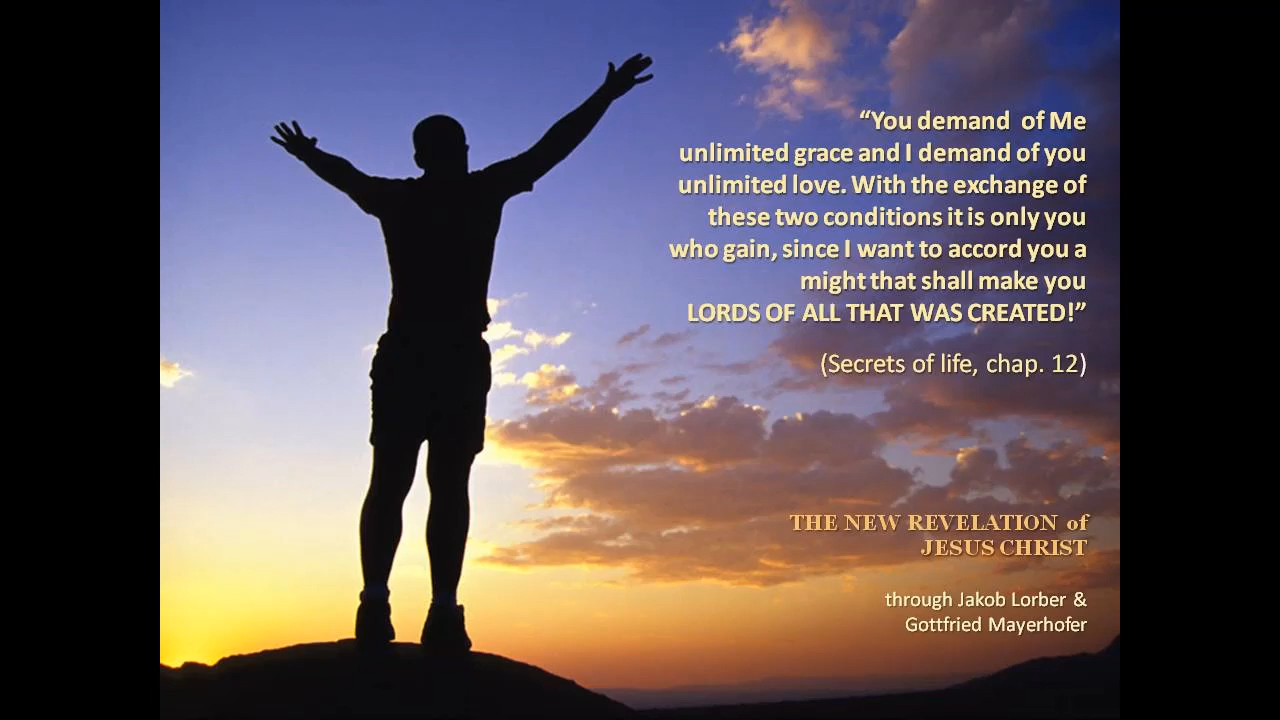 “You demand  of Me
unlimited grace and I demand of you
unlimited love. With the exchange of
these two conditions it is only you
who gain, since I want to accord you a
might that shall make you
LORDS OF ALL THAT WAS CREATED!”
(Secrets of life, chap. 12)
THE NEW REVELATION of
JESUS CHRIST
through Jakob Lorber &
Gottfried Mayerhofer